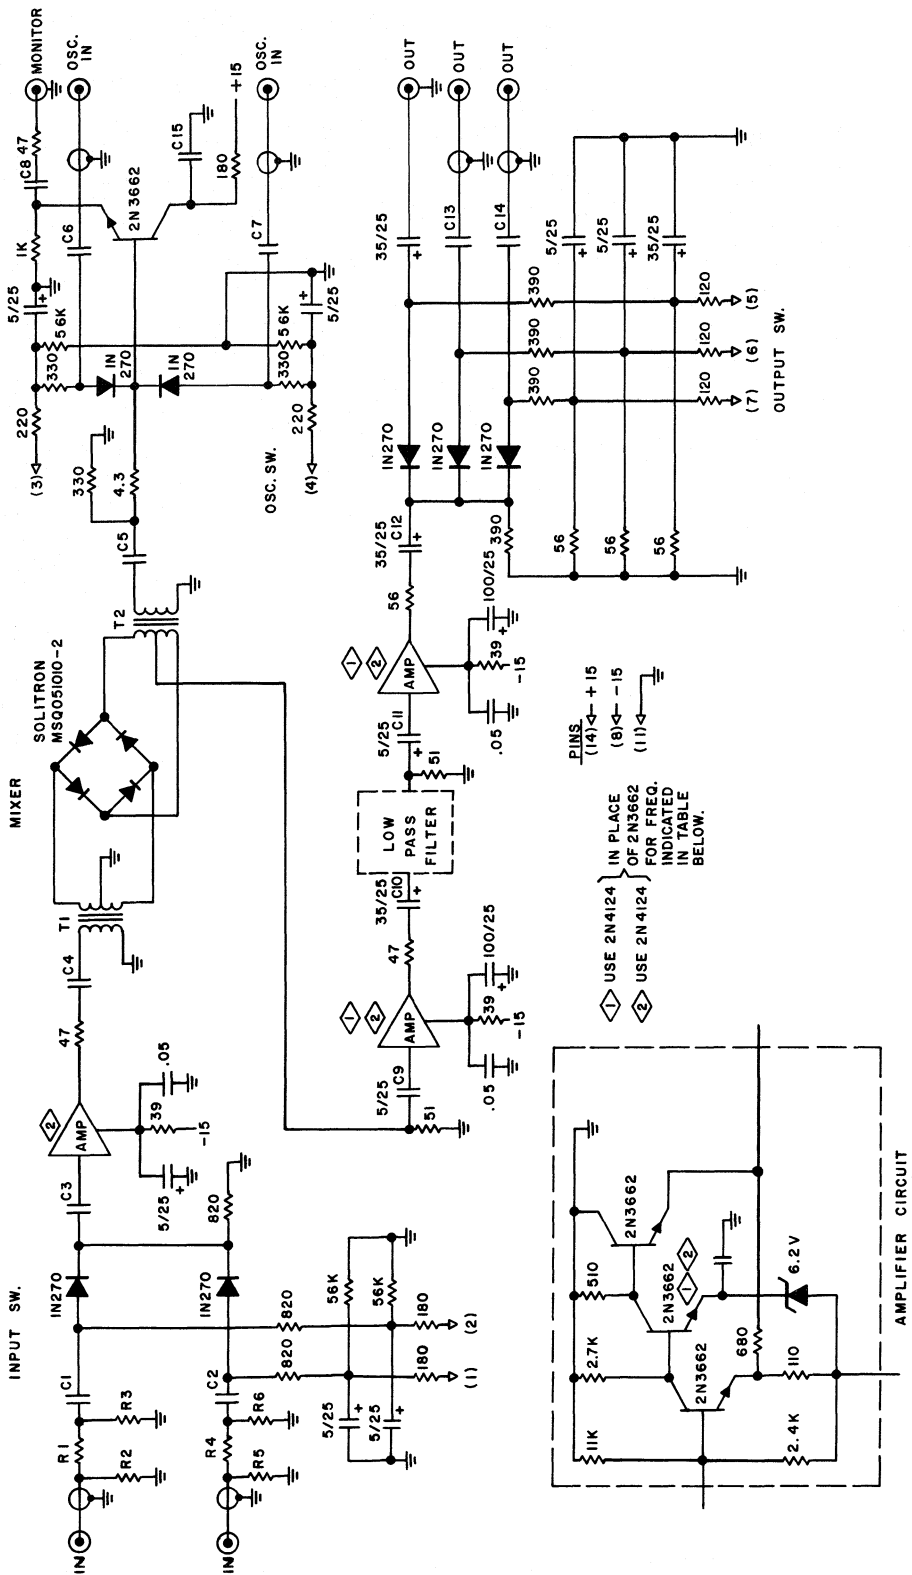 INPUT SW.
MIXER
SOLITRON
MSQ051010-2
IN
R1
R2
R3
C1
1N270
C3
AMP
2
5/25
+
39
-15
.05
47
C4
T1
T2
C5
330
4.3
IN
R4
R5
R6
C2
1N270
820
820
820
56K
56K
5/25
+
5/25
+
180
180
(1)
(2)
(3)
220
330
56K
5/25
+
1K
C8
47
MONITOR
OSC.
IN
C6
IN
270
IN
270
2N3662
C15
180
+15
OSC.
IN
C7
56K
330
5/25
+
220
(4)
OSC. SW.
51
5/25
C9
AMP
1
2
.05
39
-15
100/25
+
47
35/25
C10
+
LOW
PASS
FILTER
51
5/25
C11
+
AMP
1
2
.05
39
-15
100/25
+
56
35/25
C12
+
390
1N270
1N270
1N270
35/25
+
C13
C14
OUT
OUT
OUT
390
390
390
5/25
+
5/25
+
35/25
+
56
56
56
120
120
120
(7)
(6)
(5)
OUTPUT SW.
PINS
(14) +15
(8) -15
(11)
1 USE 2N4124
2 USE 2N4124
IN PLACE
OF 2N3662
FOR FREQ.
INDICATED
IN TABLE
BELOW.
11K
2.7K
510
2N3662
2N3662
1 2
2N3662
680
110
2.4K
6.2V
AMPLIFIER CIRCUIT